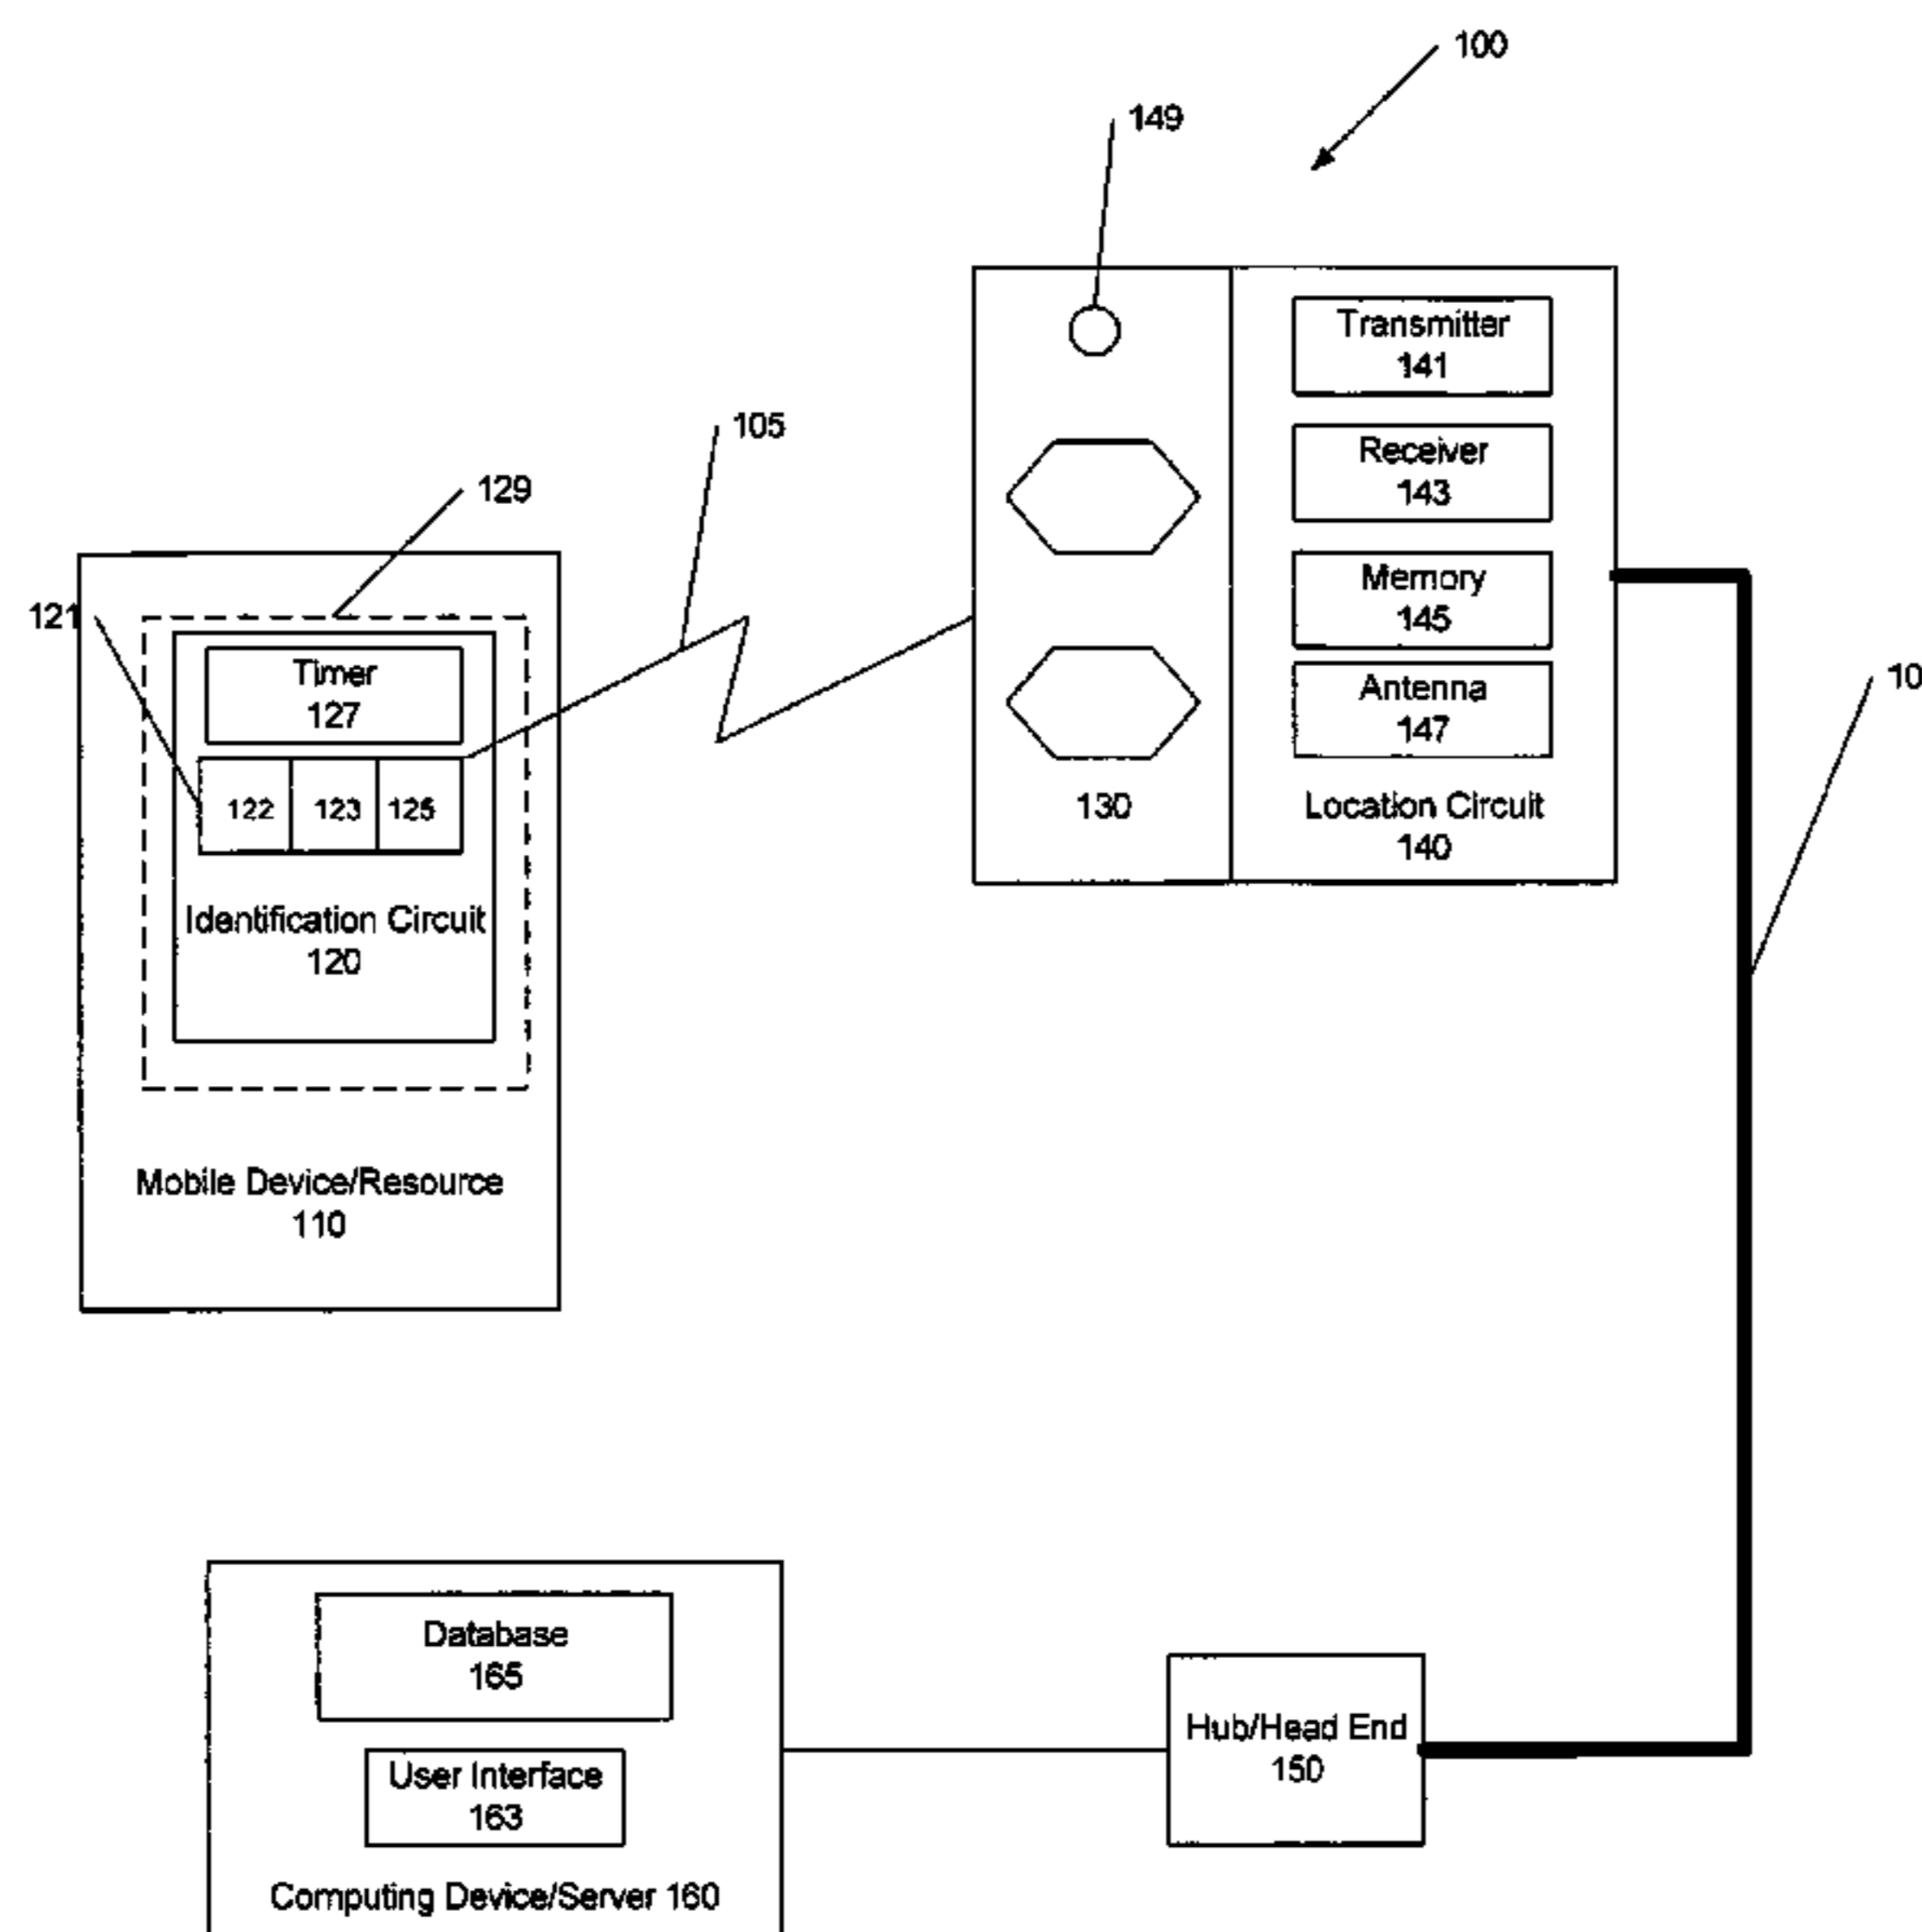 100
149
Transmitter
141
105
Receiver
143
129
Memory
145
121
Timer
127
10
Antenna
147
122 123 125
130
Location Circuit
140
Identification Circuit
120
Mobile Device/Resource
110
Database
165
Hub/Head End
150
User Interface
163
Computing Device/Server 160